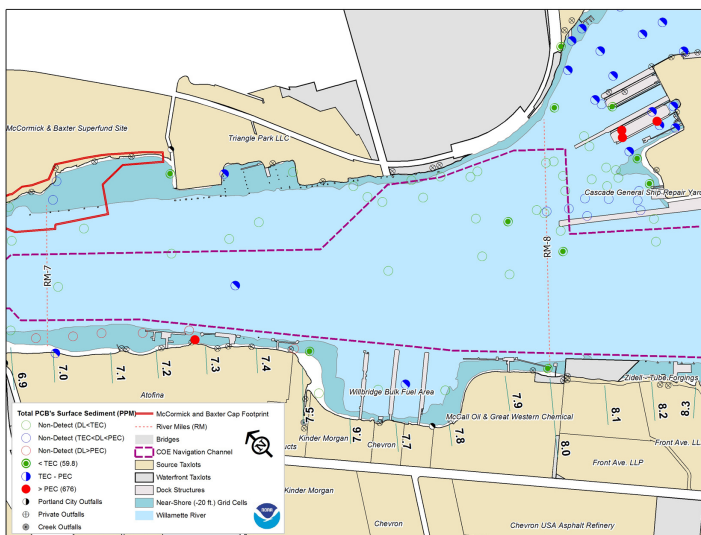 McCormick & Baxter Superfund Site
Triangle Park LLC
Cascade General Ship Repair Yard
RM-7
RM-8
6.9
7.0
7.1
7.2
7.3
7.4
7.5
7.6
7.7
7.8
7.9
8.0
8.1
8.2
8.3
Atofina
Willbridge Bulk Fuel Area
McCall Oil & Great Western Chemical
Zidell - Tube Forgings
Kinder Morgan
Chevron
Front Ave. LL
Front Ave. LLP
Kinder Morgan
Chevron
Chevron USA Asphalt Refinery
ucts
Total PCB's Surface Sediment (PPM)
Non-Detect (DL<TEC)
Non-Detect (TEC<DL<PEC)
Non-Detect (DL>PEC)
< TEC (59.8)
TEC - PEC
> PEC (676)
Portland City Outfalls
Private Outfalls
Creek Outfalls
McCormick and Baxter Cap Footprint
River Miles (RM)
Bridges
COE Navigation Channel
Source Taxlots
Waterfront Taxlots
Dock Structures
Near-Shore (-20 ft.) Grid Cells
Willamette River
N
NOAA